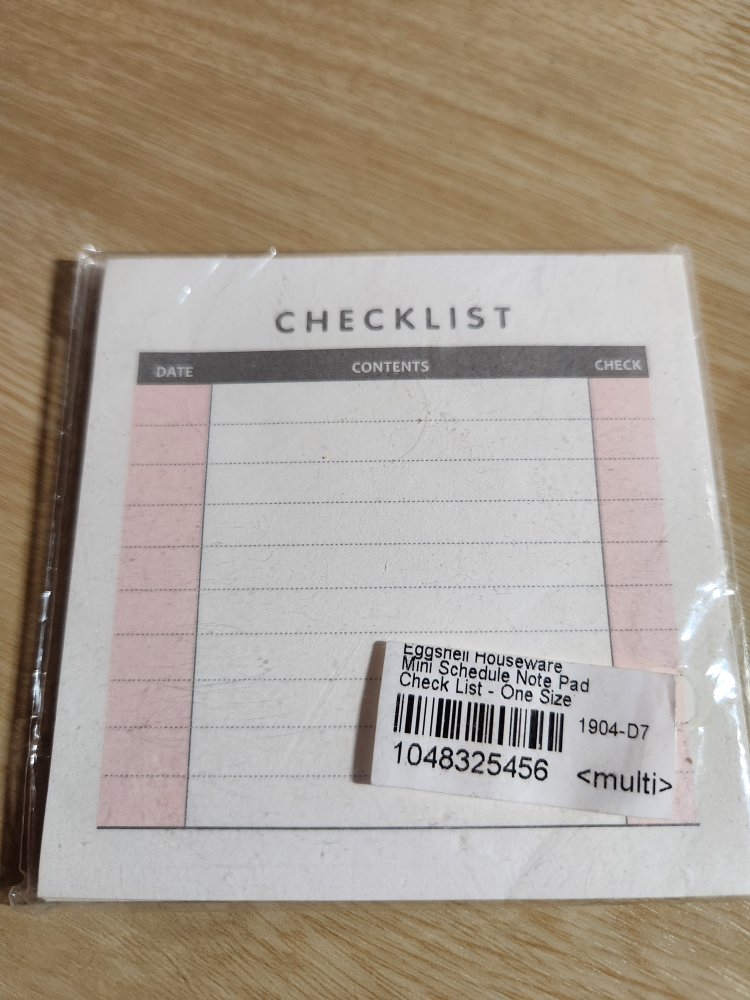 CHECKLIST
DATE CONTENTS CHECK
Eggshell Houseware
Mini Schedule Note Pad
Check List - One Size
1904-D7
1048325456 <multi>